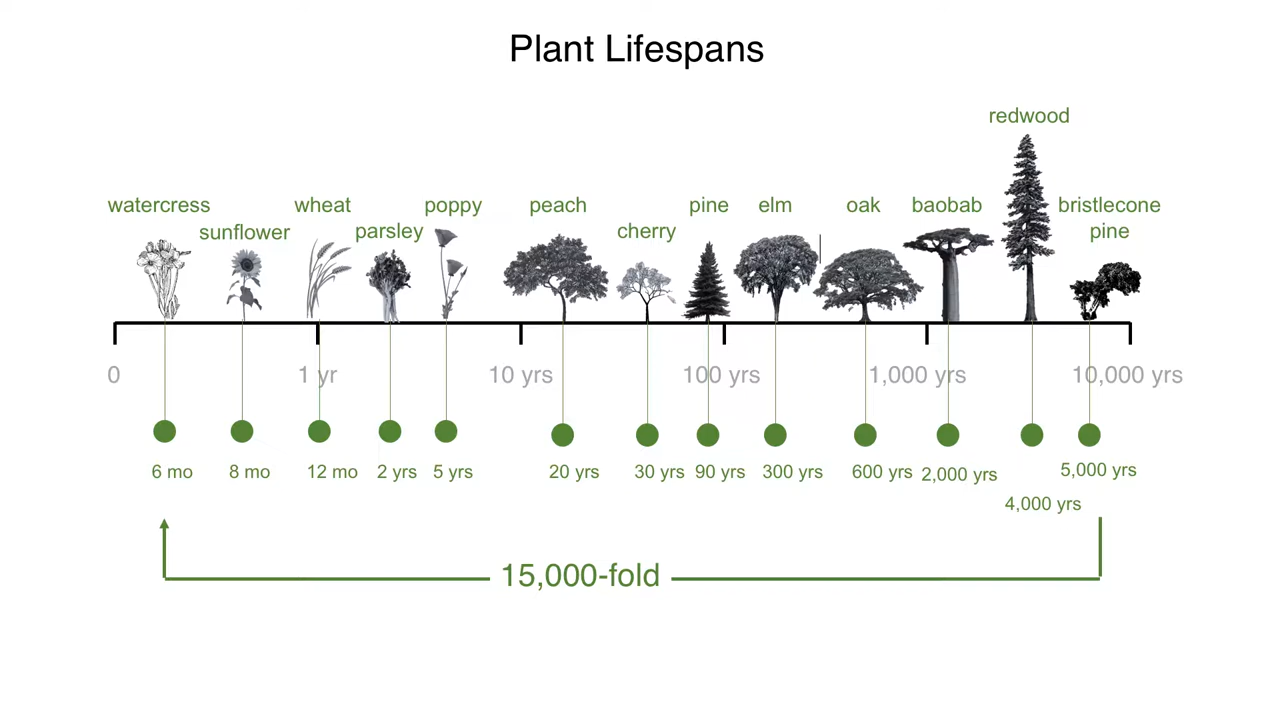 Plant Lifespans
redwood
watercress
wheat
poppy
peach
pine
elm
oak
baobab
bristlecone
pine
sunflower
parsley
cherry
0
1 yr
10 yrs
100 yrs
1,000 yrs
10,000 yrs
6 mo
8 mo
12 mo
2 yrs
5 yrs
20 yrs
30 yrs
90 yrs
300 yrs
600 yrs
2,000 yrs
5,000 yrs
4,000 yrs
15,000-fold